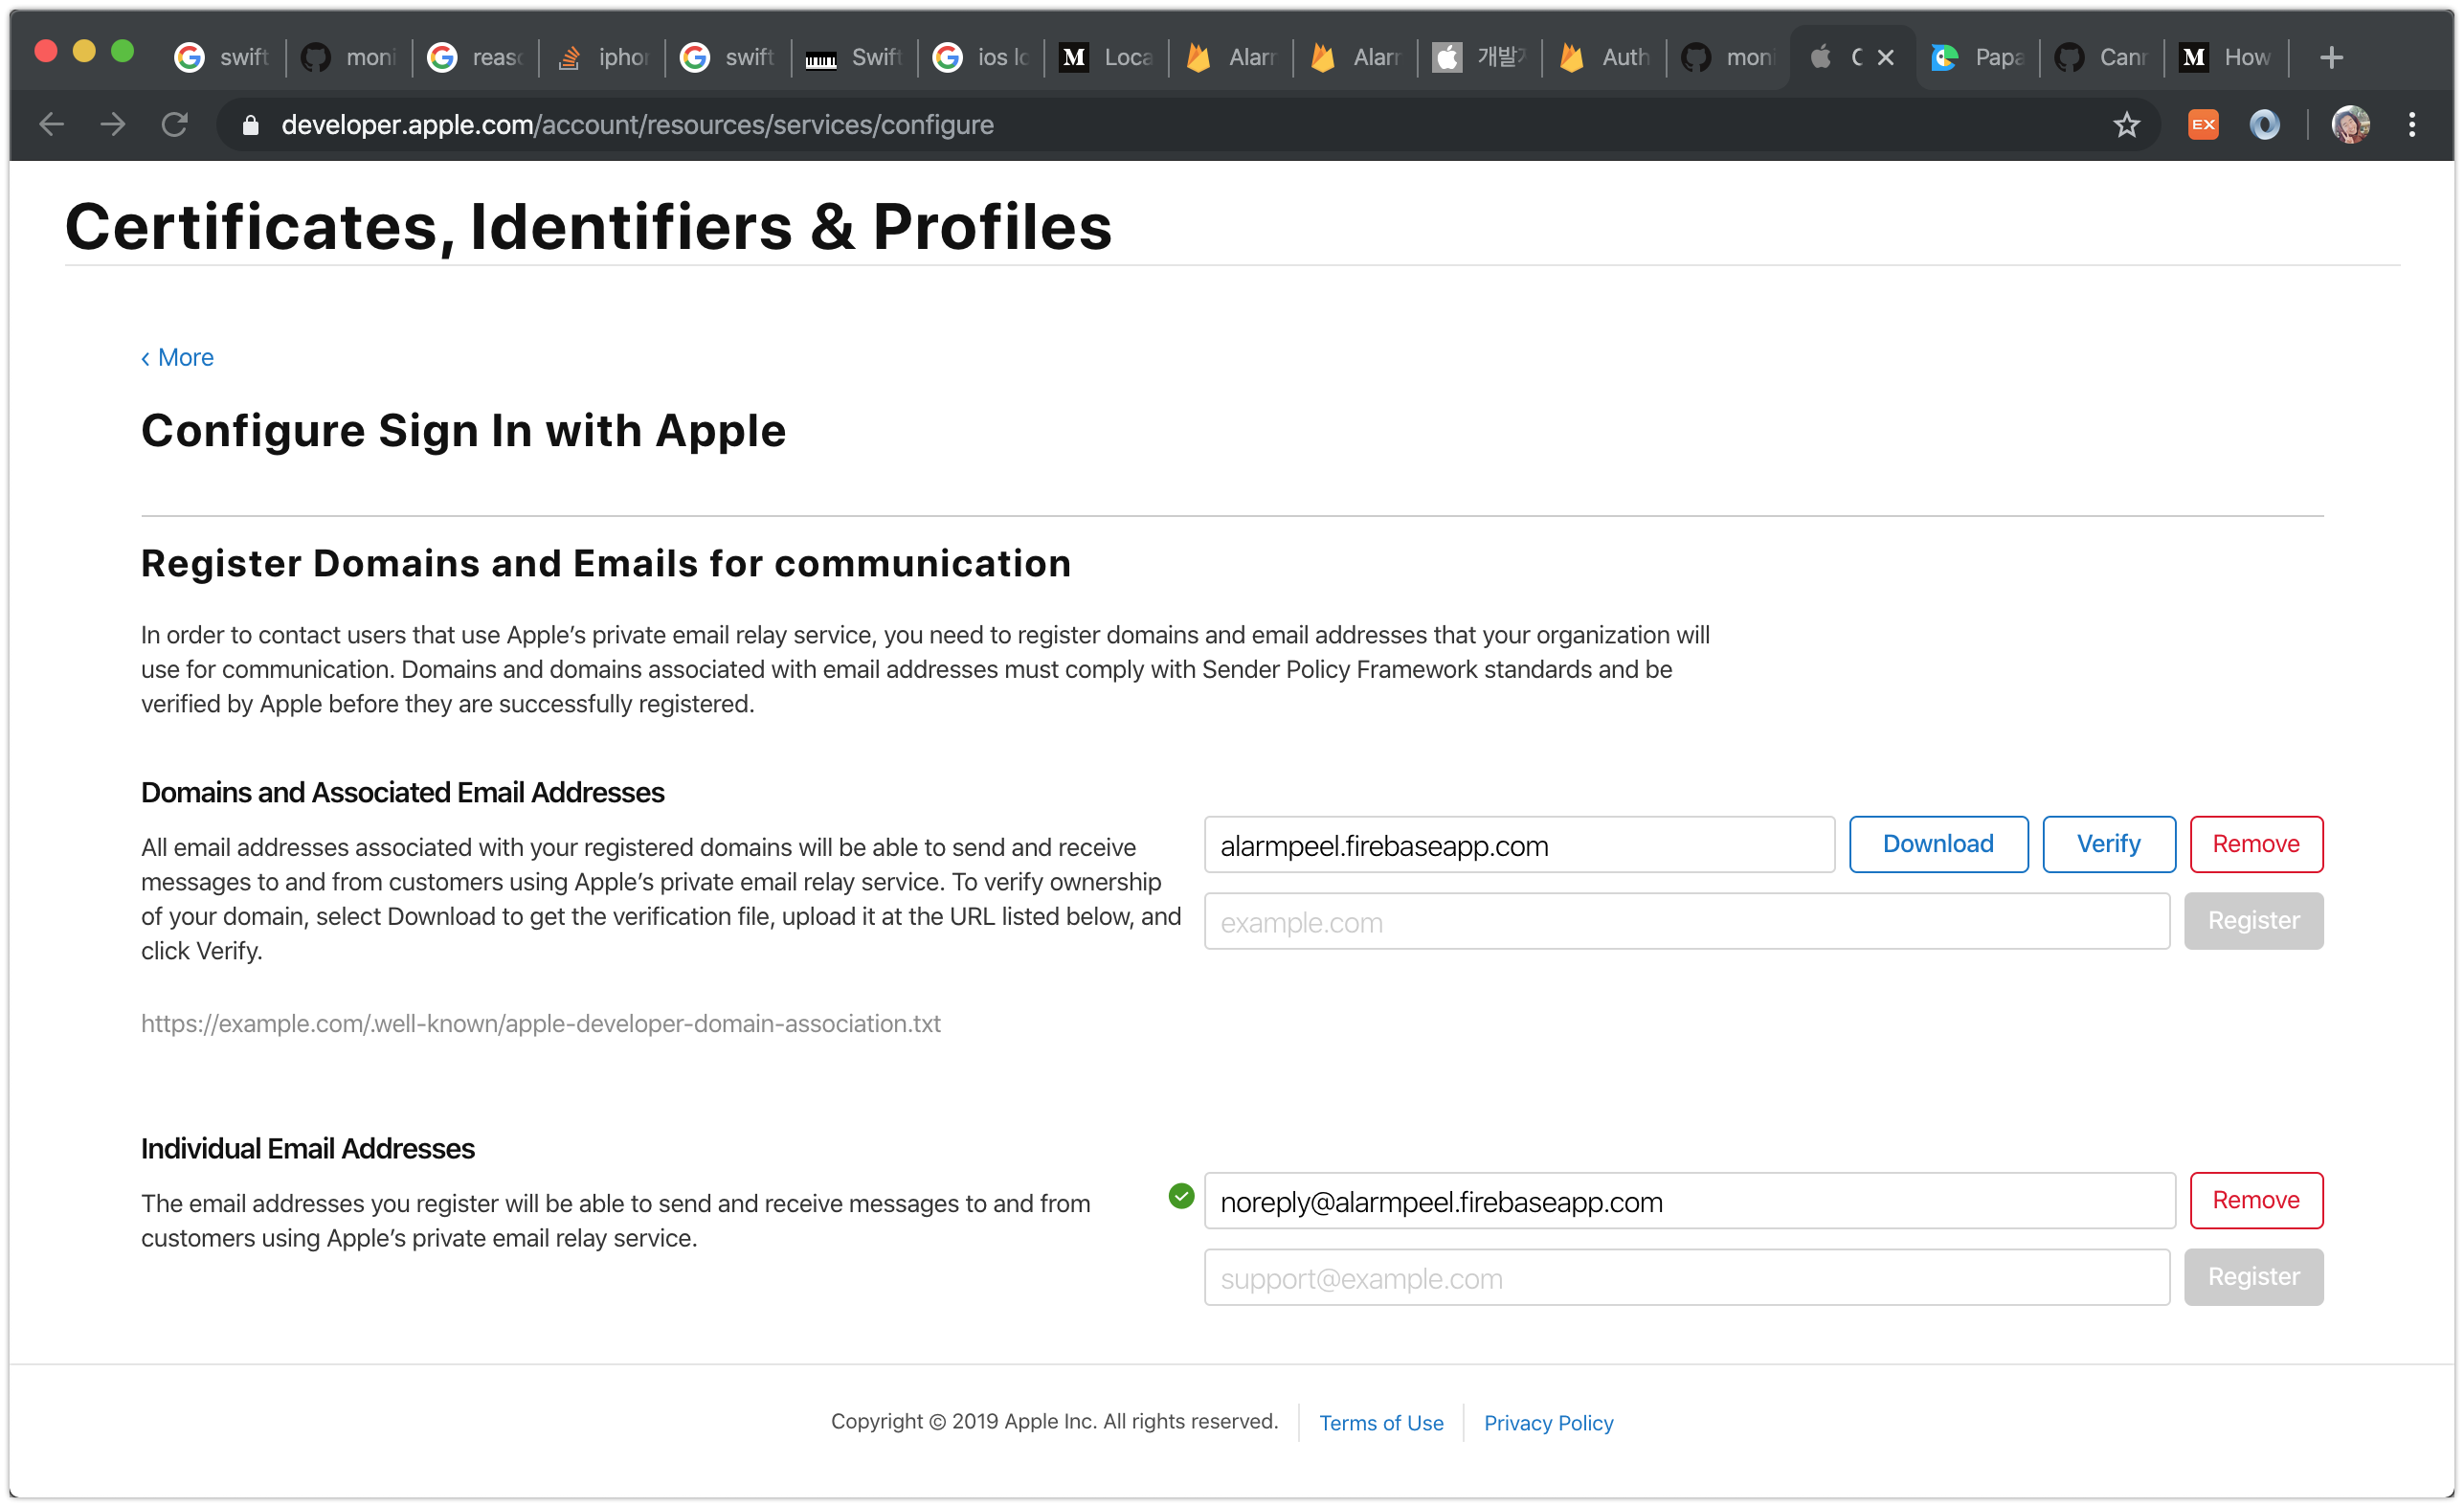 swift
moni
reaso
iphor
swift
Swift
ios lo
M
Loca
Alarr
Alarr
Auth
moni
Papa
Cann
M
How
developer.apple.com/account/resources/services/configure
EX
Certificates, Identifiers & Profiles
‹ More
Configure Sign In with Apple
Register Domains and Emails for communication
In order to contact users that use Apple’s private email relay service, you need to register domains and email addresses that your organization will
use for communication. Domains and domains associated with email addresses must comply with Sender Policy Framework standards and be
verified by Apple before they are successfully registered.
Domains and Associated Email Addresses
All email addresses associated with your registered domains will be able to send and receive
messages to and from customers using Apple’s private email relay service. To verify ownership
of your domain, select Download to get the verification file, upload it at the URL listed below, and
click Verify.
https://example.com/.well-known/apple-developer-domain-association.txt
alarmpeel.firebaseapp.com
Download
Verify
Remove
example.com
Register
Individual Email Addresses
The email addresses you register will be able to send and receive messages to and from
customers using Apple’s private email relay service.
noreply@alarmpeel.firebaseapp.com
Remove
support@example.com
Register
Copyright © 2019 Apple Inc. All rights reserved.
Terms of Use
Privacy Policy